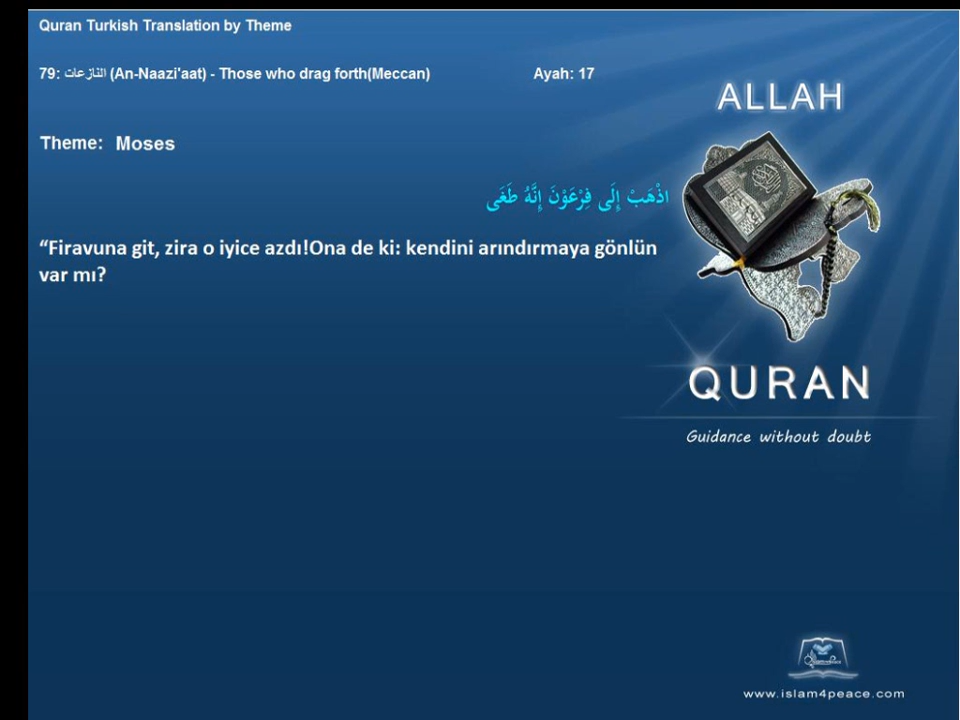 Quran Turkish Translation by Theme
79: النازعات (An-Naazi'aat) - Those who drag forth(Meccan) Ayah: 17
ALLAH
Theme: Moses
اذْهَبْ إِلَى فِرْعَوْنَ إِنَّهُ طَغَى
“Firavuna git, zira o iyice azdı!Ona de ki: kendini arındırmaya gönlün
var mı?
QURAN
Guidance without doubt
www.islam4peace.com